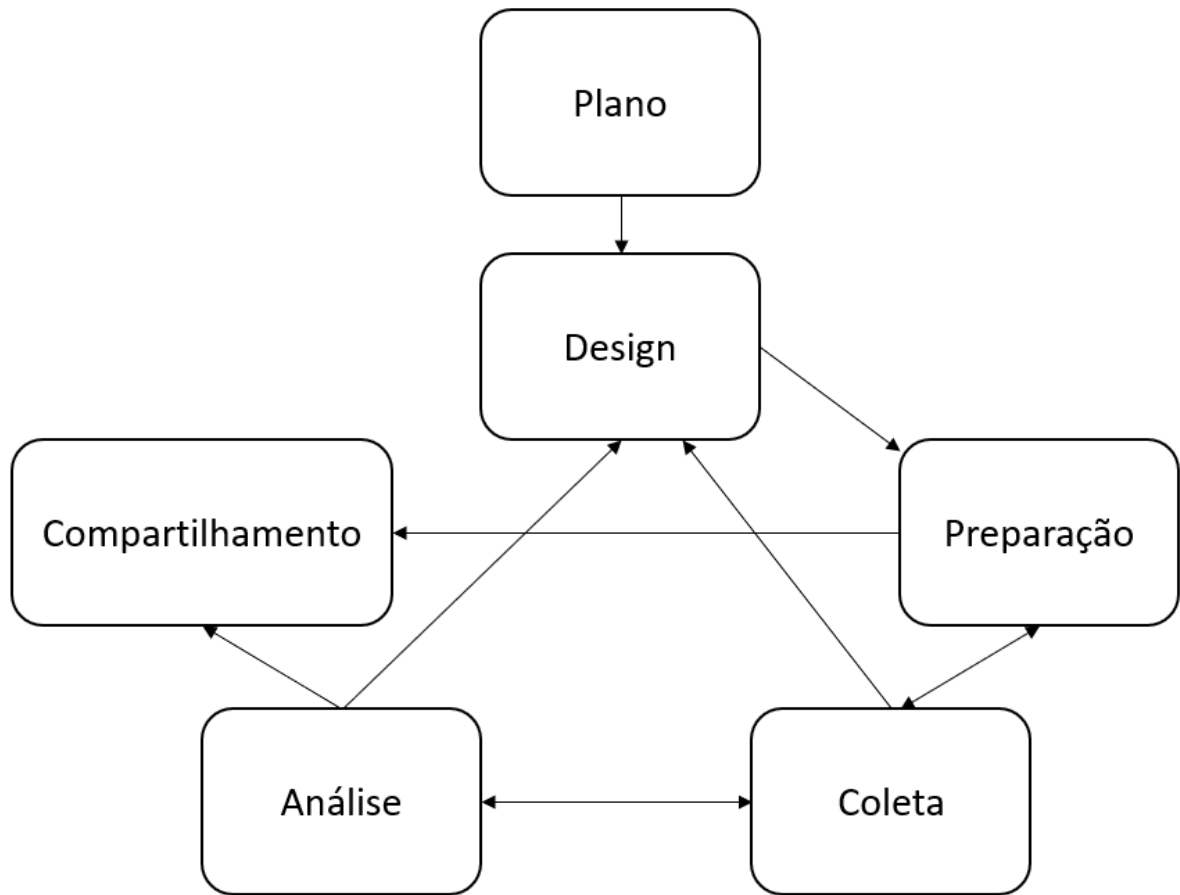 Plano
Design
Compartilhamento
Preparação
Análise
Coleta